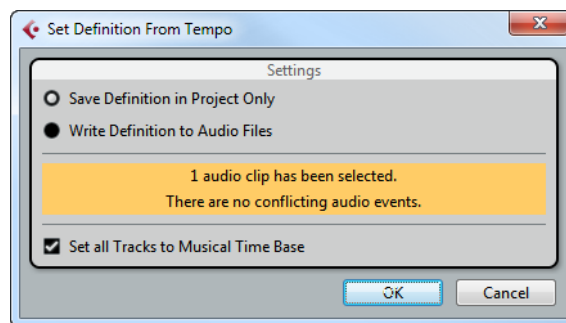 Set Definition From Tempo
Settings
Save Definition in Project Only
Write Definition to Audio Files
1 audio clip has been selected.
There are no conflicting audio events.
Set all Tracks to Musical Time Base
OK Cancel